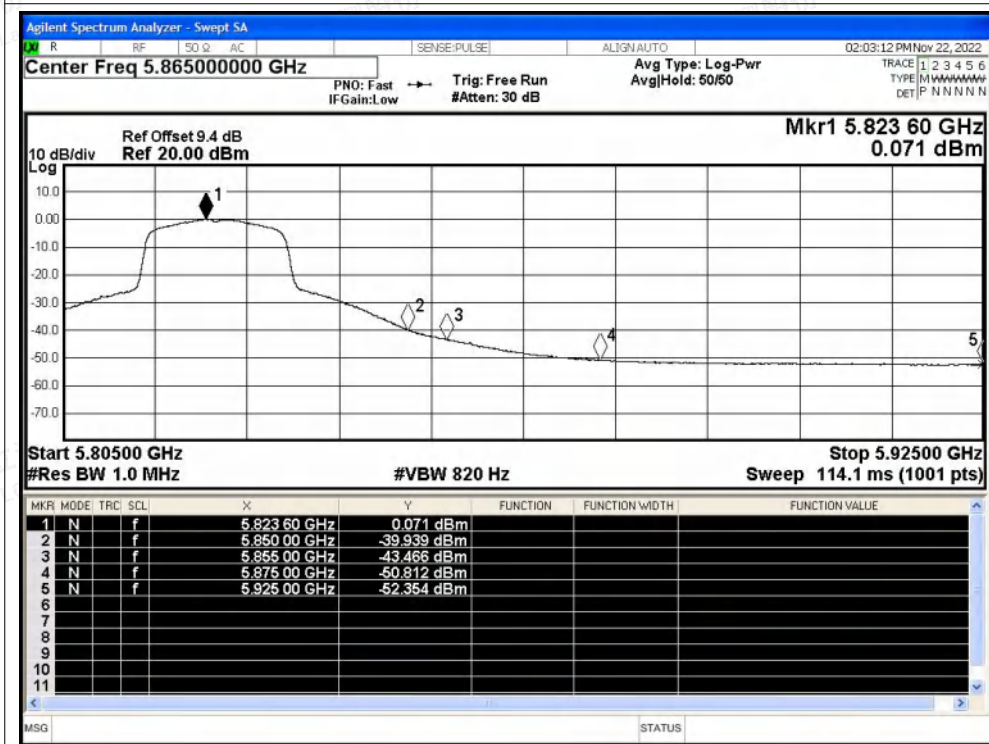 Agilent Spectrum Analyzer - Swept SA
LXI R RF 50 Ω AC SENSE:PULSE ALIGN AUTO 02:03:12 PM Nov 22, 2022
Center Freq 5.865000000 GHz
PNO: Fast
IFGain:Low
Trig: Free Run
#Atten: 30 dB
Avg Type: Log-Pwr
Avg|Hold: 50/50
TRACE 1 2 3 4 5 6
TYPE M WWWWW
DET P N N N N N
Ref Offset 9.4 dB
10 dB/div Ref 20.00 dBm
Log
Mkr1 5.823 60 GHz
0.071 dBm
10.0
0.00
-10.0
-20.0
-30.0
-40.0
-50.0
-60.0
-70.0
1
2
3
4
5
Start 5.80500 GHz Stop 5.92500 GHz
#Res BW 1.0 MHz #VBW 820 Hz Sweep 114.1 ms (1001 pts)
MKR MODE TRC SCL X Y FUNCTION FUNCTION WIDTH FUNCTION VALUE
1 N f 5.823 60 GHz 0.071 dBm
2 N f 5.850 00 GHz -39.939 dBm
3 N f 5.855 00 GHz -43.466 dBm
4 N f 5.875 00 GHz -50.812 dBm
5 N f 5.925 00 GHz -52.354 dBm
6
7
8
9
10
11
MSG STATUS